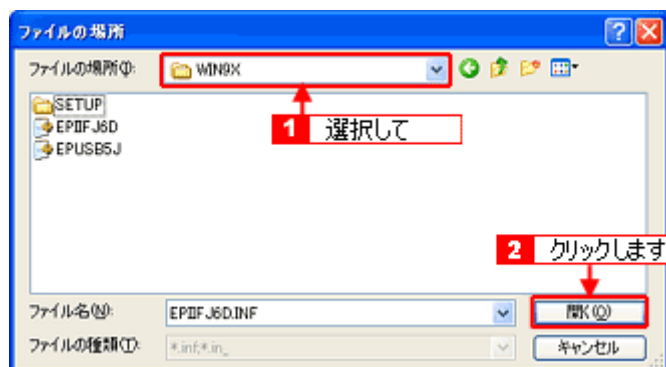 ファイルの場所
ファイルの場所(I):
WIN9X
SETUP
EPIIFJ6D
EPUSB5J
1 選択して
2 クリックします
ファイル名(N):
EPIIFJ6D.INF
開く(O)
ファイルの種類(T):
*.inf;*.in_
キャンセル